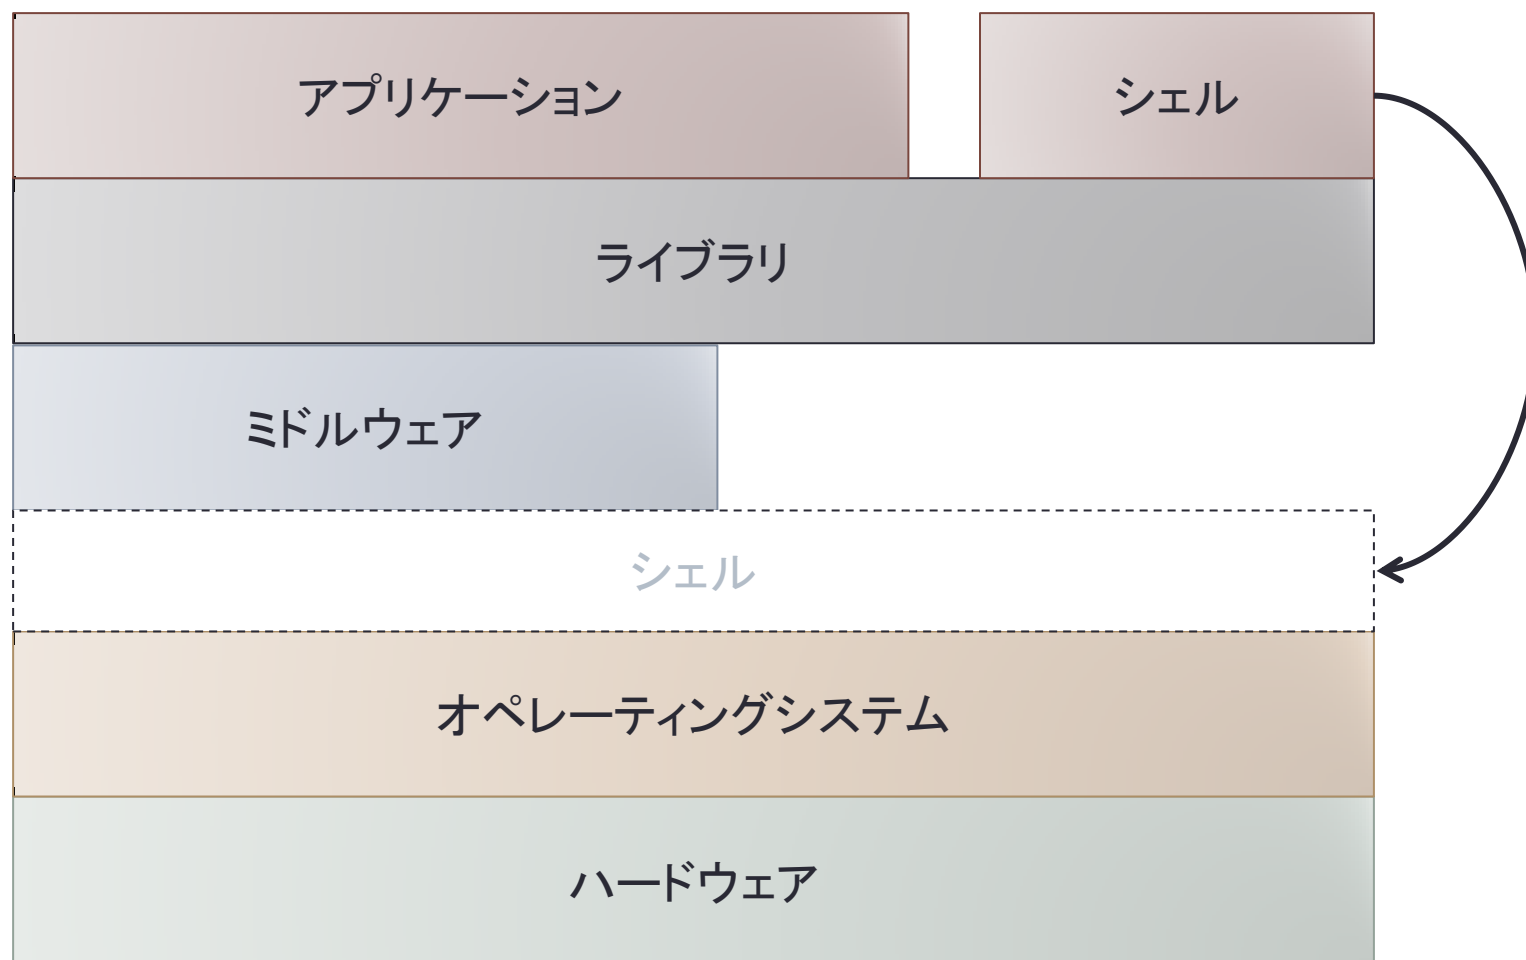 アプリケーション
シェル
ライブラリ
ミドルウェア
シェル
オペレーティングシステム
ハードウェア